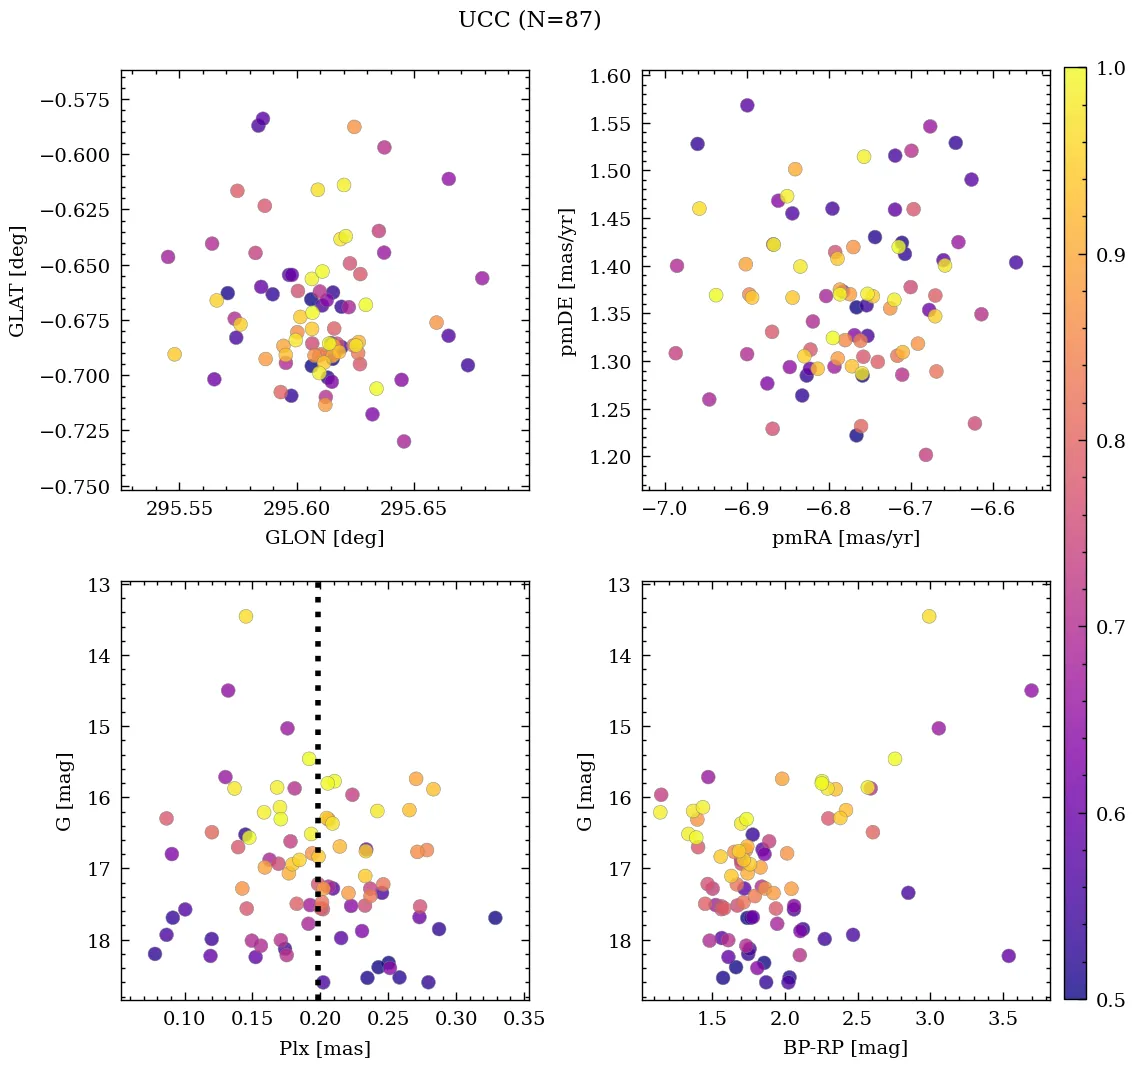 UCC (N=87)
−0.575
−0.600
−0.625
−0.650
−0.675
−0.700
−0.725
−0.750
GLAT [deg]
295.55 295.60 295.65
GLON [deg]
1.60
1.55
1.50
1.45
1.40
1.35
1.30
1.25
1.20
pmDE [mas/yr]
−7.0 −6.9 −6.8 −6.7 −6.6
pmRA [mas/yr]
13
14
15
16
17
18
G [mag]
0.10 0.15 0.20 0.25 0.30 0.35
Plx [mas]
13
14
15
16
17
18
G [mag]
1.5 2.0 2.5 3.0 3.5
BP-RP [mag]
1.0
0.9
0.8
0.7
0.6
0.5